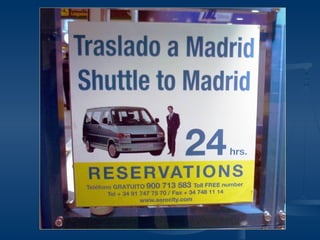 Traslado a Madrid
Shuttle to Madrid
24 hrs.
RESERVATIONS
Teléfono GRATUITO 900 713 583 Toll FREE number
Tel + 34 91 747 75 70 / Fax + 34 748 11 14
www.aerocity.com